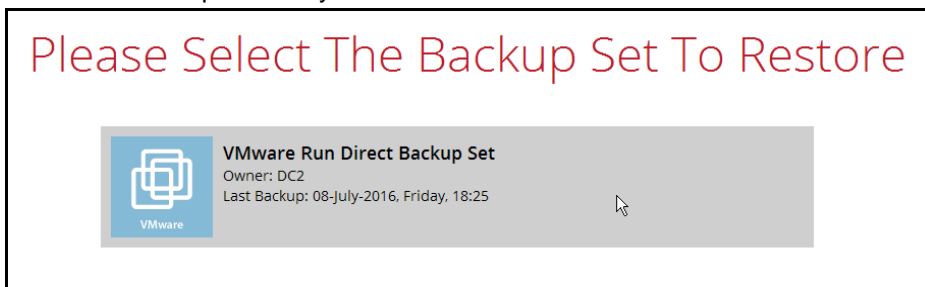 Please Select The Backup Set To Restore
VMware Run Direct Backup Set
Owner: DC2
Last Backup: 08-July-2016, Friday, 18:25
VMware